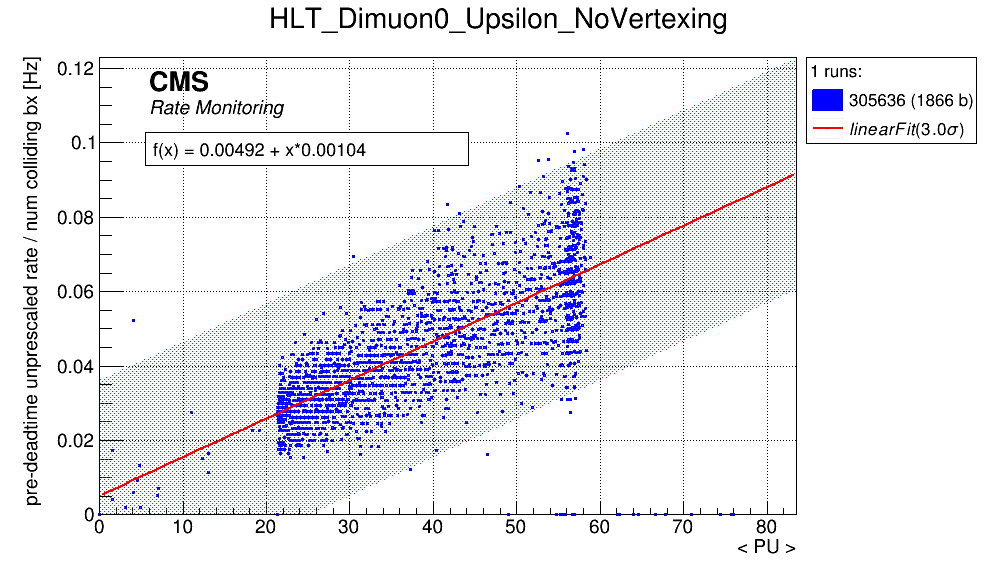 HLT_Dimuon0_Upsilon_NoVertexing
pre-deadtime unprescaled rate / num colliding bx [Hz]
0.12
0.1
0.08
0.06
0.04
0.02
0
CMS
Rate Monitoring
f(x) = 0.00492 + x*0.00104
1 runs:
305636 (1866 b)
linearFit(3.0σ)
0 10 20 30 40 50 60 70 80
< PU >